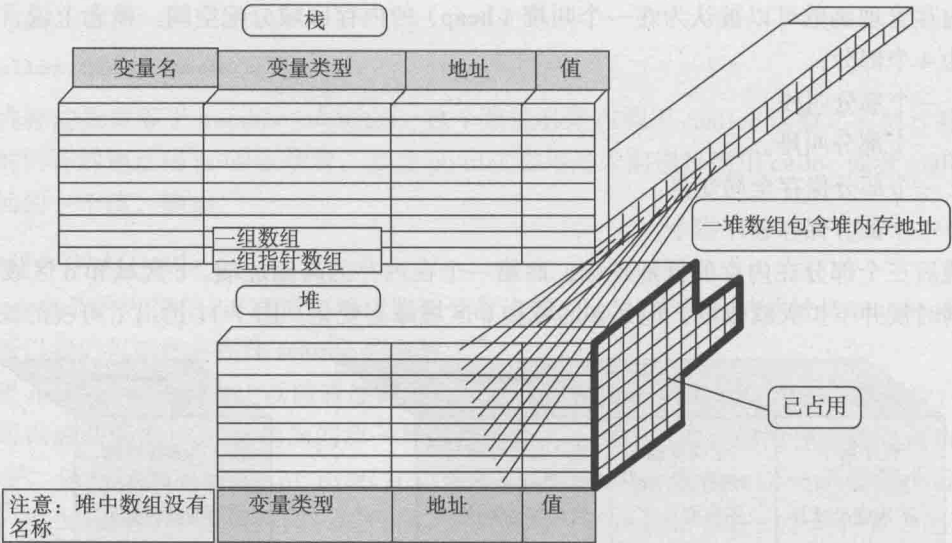 栈
变量名 变量类型 地址 值
一组数组
一组指针数组
一堆数组包含堆内存地址
堆
已占用
注意：堆中数组没有
名称
变量类型 地址 值